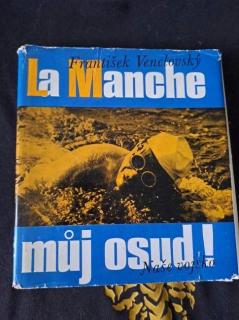 František Venclovský
La Manche
můj osud!
Naše vojsko